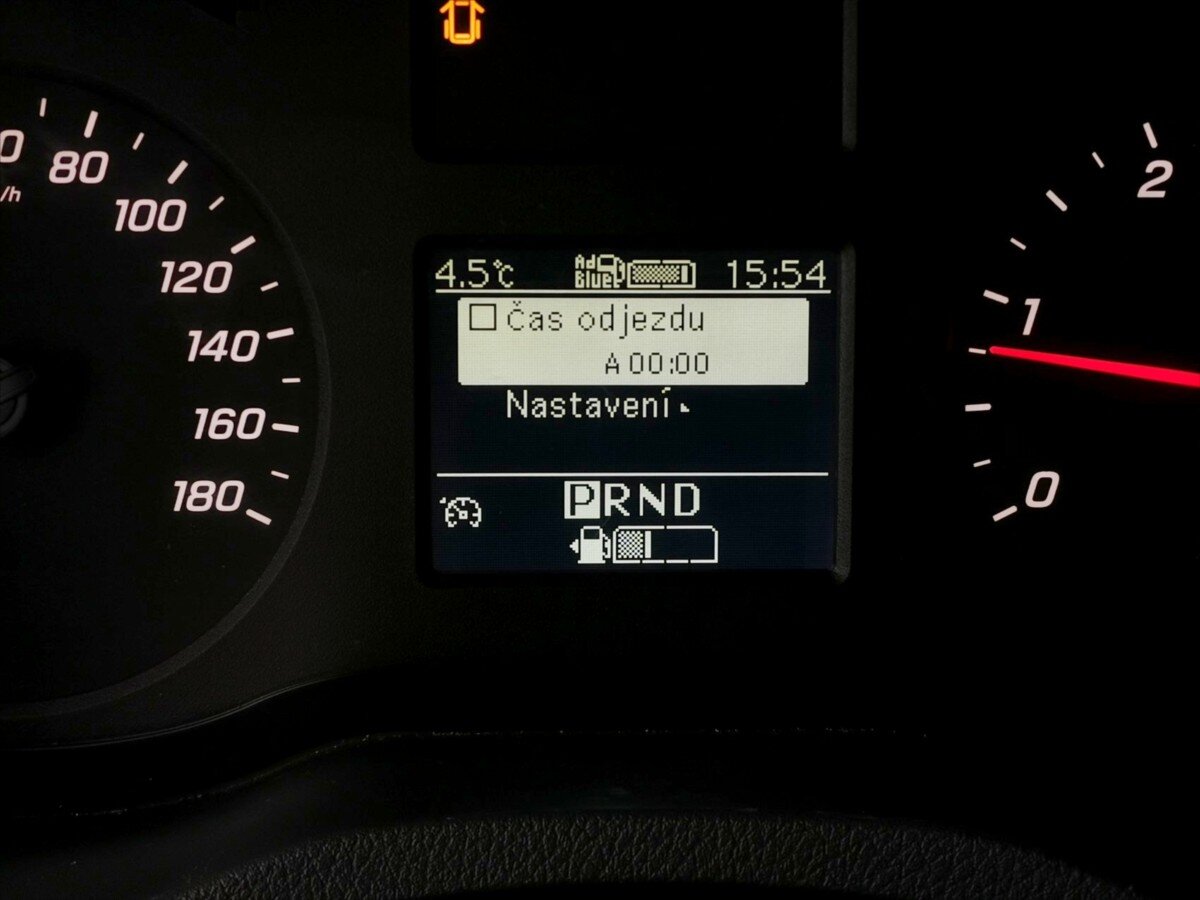 80
/h
100
120
140
160
180
4.5°C AdBlue 15:54
Čas odjezdu
A 00:00
Nastavení
PRND
2
1
0